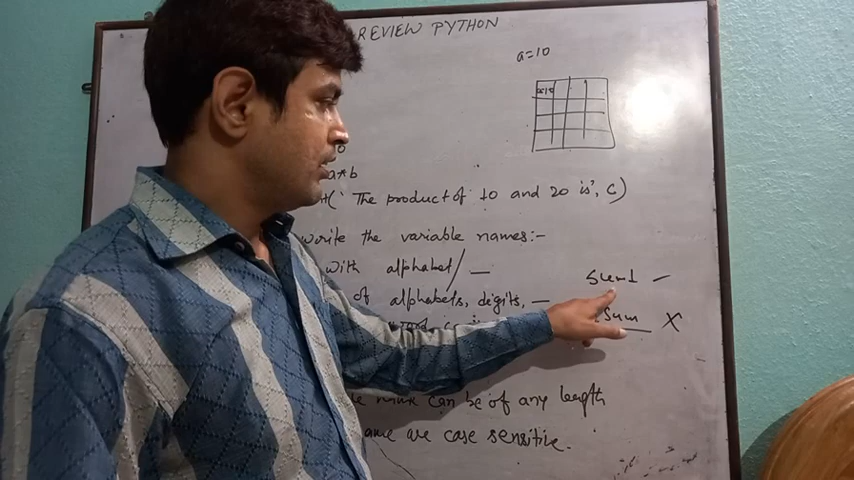 REVIEW PYTHON
a=10
a*b
('The product of 10 and 20 is', c)
write the variable names:-
with alphabet/_
of alphabets, digits, _
sum1 -
sum X
can be of any length
are case sensitive.